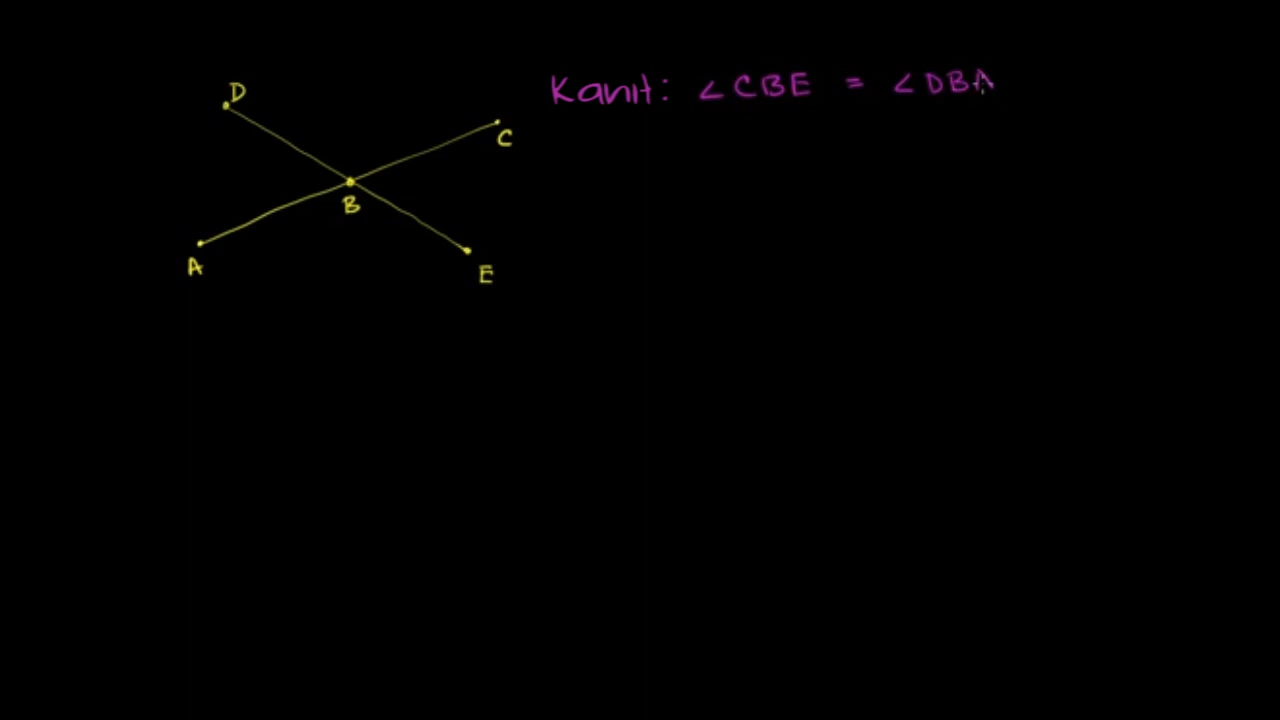 D
Kanıt: ∠CBE = ∠DBA
C
B
A
E